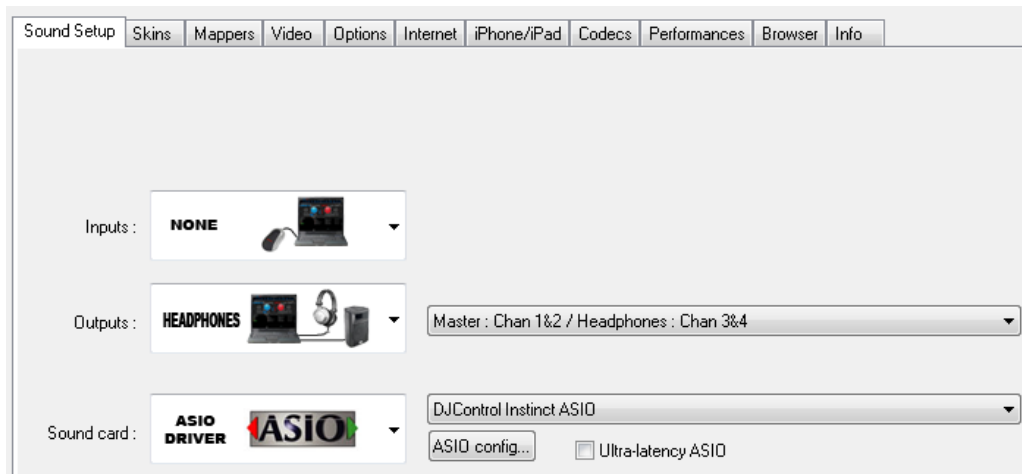 Sound Setup Skins Mappers Video Options Internet iPhone/iPad Codecs Performances Browser Info
Inputs : NONE
Outputs : HEADPHONES Master : Chan 1&2 / Headphones : Chan 3&4
DJControl Instinct ASIO
Sound card : ASIO DRIVER ASIO
ASIO config... Ultra-latency ASIO